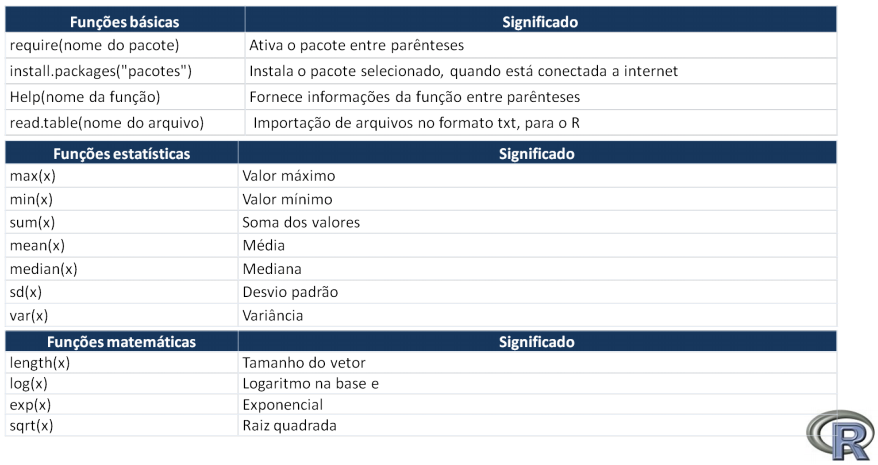 Funções básicas Significado
require(nome do pacote) Ativa o pacote entre parênteses
install.packages("pacotes") Instala o pacote selecionado, quando está conectada a internet
Help(nome da função) Fornece informações da função entre parênteses
read.table(nome do arquivo) Importação de arquivos no formato txt, para o R
Funções estatísticas Significado
max(x) Valor máximo
min(x) Valor mínimo
sum(x) Soma dos valores
mean(x) Média
median(x) Mediana
sd(x) Desvio padrão
var(x) Variância
Funções matemáticas Significado
length(x) Tamanho do vetor
log(x) Logaritmo na base e
exp(x) Exponencial
sqrt(x) Raiz quadrada
R